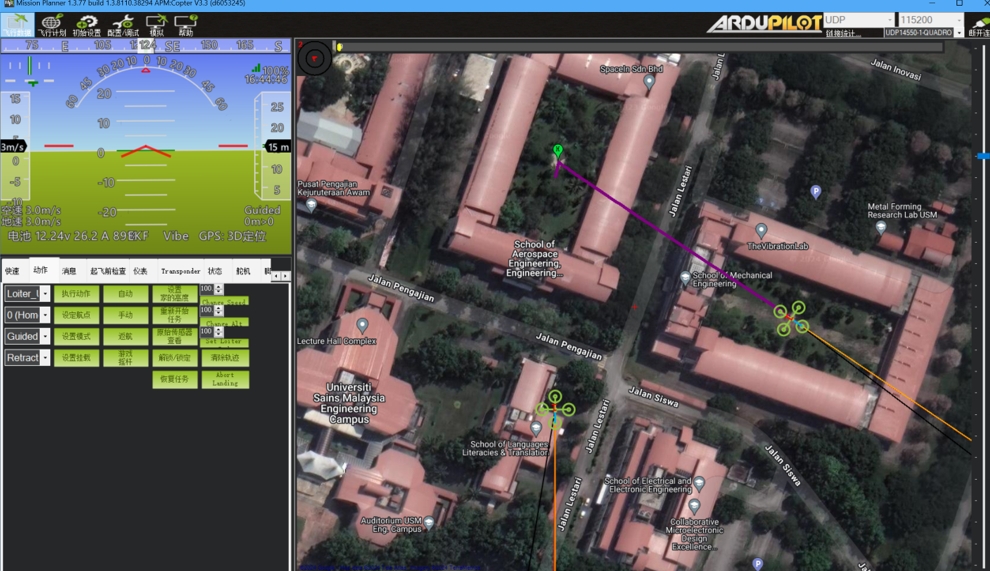 Mission Planner 1.3.77 build 1.3.8110.38294 APM:Copter V3.3 (d6053245)
飞行数据 飞行计划 初始设置 配置/调试 模拟 帮助
ARDUPILOT
UDP
115200
链接统计...
UDP14550-1-QUADRO
断开连
75 E 105 124 SE 150 165 S
60 45 30 20 10 0 10 20 30 45 60
100%
16:44:46
15
25
10
20
10
3m/s
0
15 m
0
-5
-10
10
-10
5
-20
空速 3.0m/s
地速 3.0m/s
Guided
0m>0
电池 12.24v 26.2 A 89%
EKF
Vibe
GPS: 3D定位
快速 动作 消息 起飞前检查 仪表 Transponder 状态 舵机
Loiter_U
执行动作
自动
设置
家的高度
100
Change Speed
0 (Hom
设定航点
手动
重新开始
任务
100
Change Alt
Guided
设置模式
巡航
原始传感器
查看
100
Set Loiter
Retract
设置挂载
游戏
摇杆
解锁/锁定
清除轨迹
恢复任务
Abort
Landing
SpaceIn Sdn Bhd
Jalan Inovasi
Jalan
Pusat Pengajian
Kejuruteraan Awam
Jalan Lestari
Metal Forming
Research Lab USM
TheVibrationLab
School of
Aerospace
Engineering,
Engineering...
School of Mechanical
Engineering
Jalan Pengajian
Lecture Hall Complex
Jalan Pengajian
Universiti
Sains Malaysia
Engineering
Campus
Jalan Siswa
Jalan Lestari
School of Languages,
Literacies & Translation
Jalan Siswa
School of Electrical and
Electronic Engineering
Jalan Lestari
Auditorium USM
Eng. Campus
Collaborative
Microelectronic
Design
Excellence...